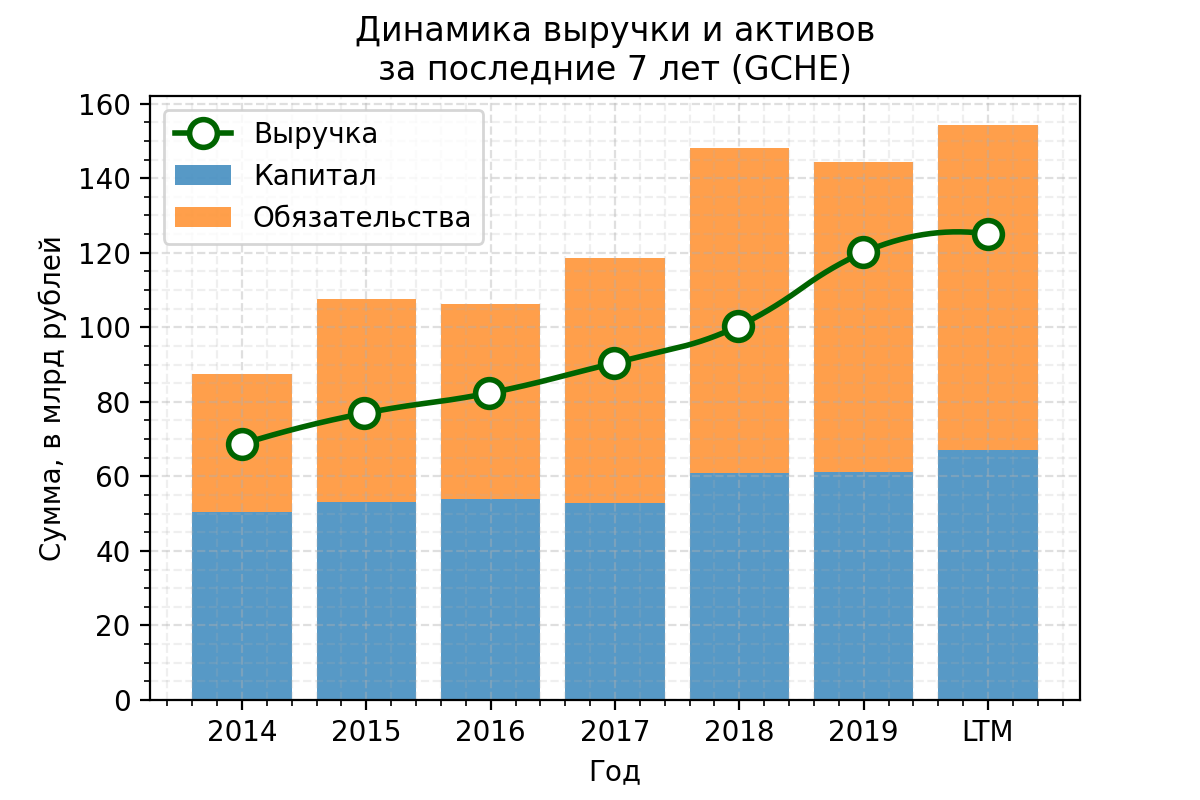 Динамика выручки и активов
за последние 7 лет (GCHE)
Сумма, в млрд рублей
160
140
120
100
80
60
40
20
0
Выручка
Капитал
Обязательства
2014 2015 2016 2017 2018 2019 LTM
Год